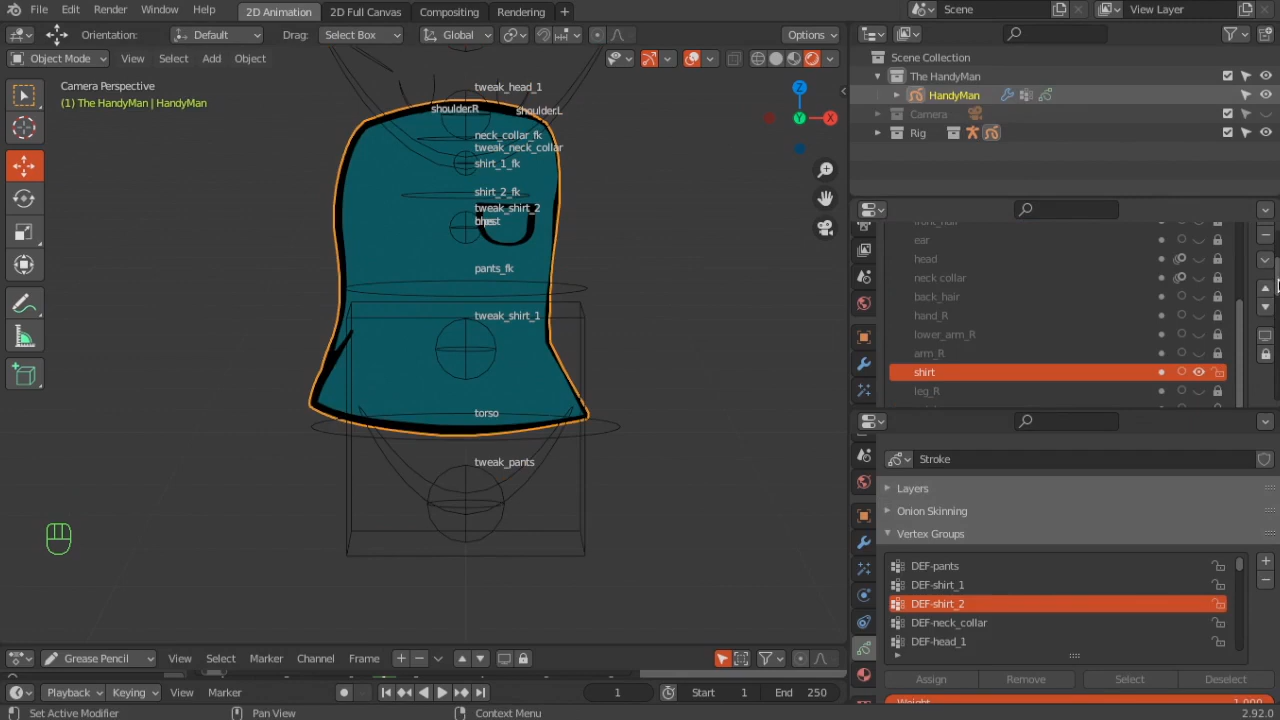 File Edit Render Window Help 2D Animation 2D Full Canvas Compositing Rendering + Scene View Layer
Orientation: Default Drag: Select Box Global Options
Object Mode View Select Add Object
Camera Perspective
(1) The HandyMan | HandyMan
tweak_head_1
shoulder.R shoulder.L
neck_collar_fk
tweak_neck_collar
shirt_1_fk
shirt_2_fk
tweak_shirt_2
pants_fk
tweak_shirt_1
torso
tweak_pants
Z
X
Y
Scene Collection
The HandyMan
HandyMan
Camera
Rig
front_hair
ear
head
neck collar
back_hair
hand_R
lower_arm_R
arm_R
shirt
leg_R
Stroke
Layers
Onion Skinning
Vertex Groups
DEF-pants
DEF-shirt_1
DEF-shirt_2
DEF-neck_collar
DEF-head_1
Assign Remove Select Deselect
Weight 1.000
Grease Pencil View Select Marker Channel Frame
Playback Keying View Marker 1 Start 1 End 250
Set Active Modifier Pan View Context Menu 2.92.0